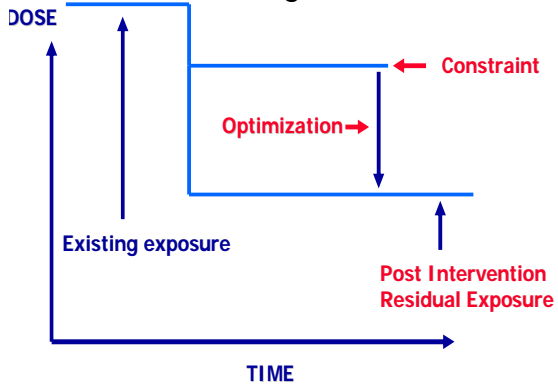 DOSE
Constraint
Optimization
Existing exposure
Post Intervention
Residual Exposure
TIME